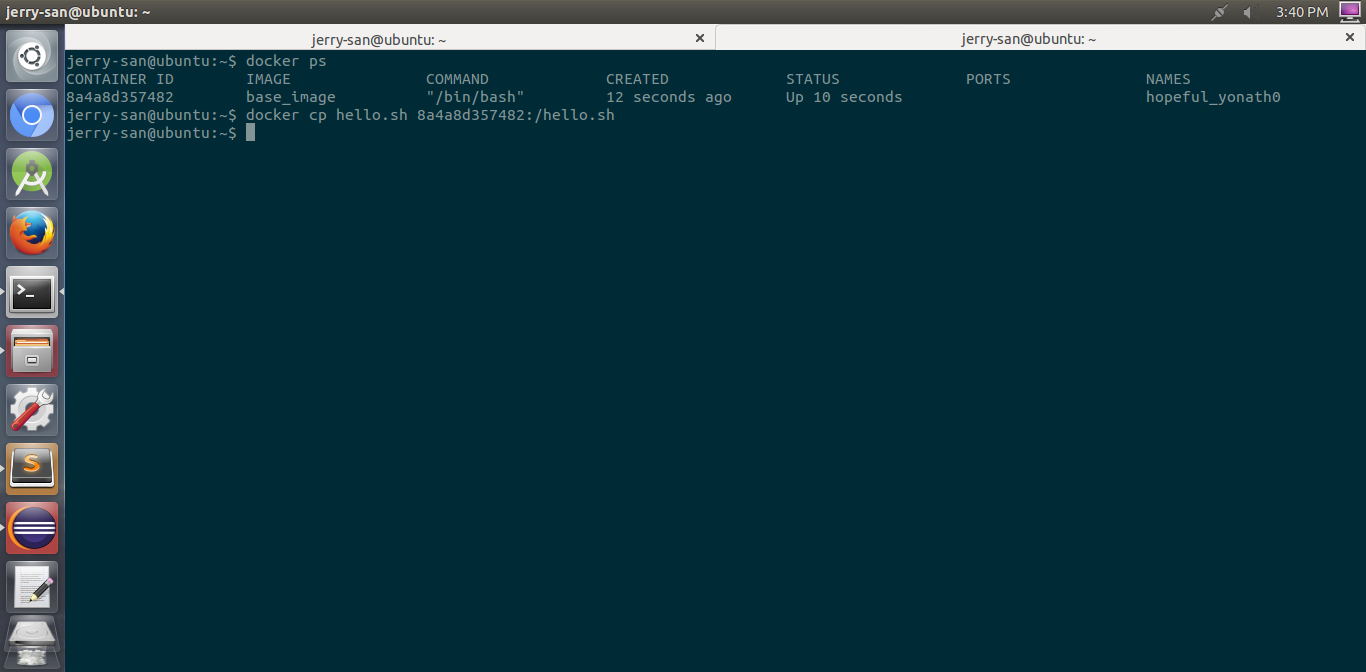 jerry-san@ubuntu: ~ 3:40 PM
jerry-san@ubuntu: ~ × jerry-san@ubuntu: ~ ×
jerry-san@ubuntu:~$ docker ps
CONTAINER ID IMAGE COMMAND CREATED STATUS PORTS NAMES
8a4a8d357482 base_image "/bin/bash" 12 seconds ago Up 10 seconds hopeful_yonath0
jerry-san@ubuntu:~$ docker cp hello.sh 8a4a8d357482:/hello.sh
jerry-san@ubuntu:~$
>_
S